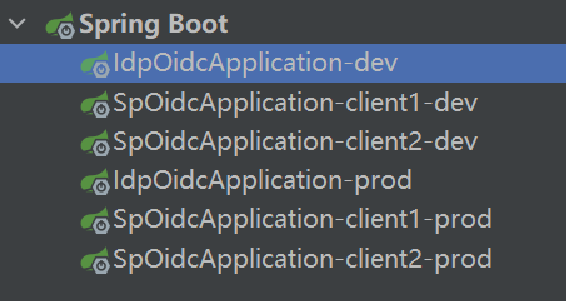 Spring Boot
IdpOidcApplication-dev
SpOidcApplication-client1-dev
SpOidcApplication-client2-dev
IdpOidcApplication-prod
SpOidcApplication-client1-prod
SpOidcApplication-client2-prod